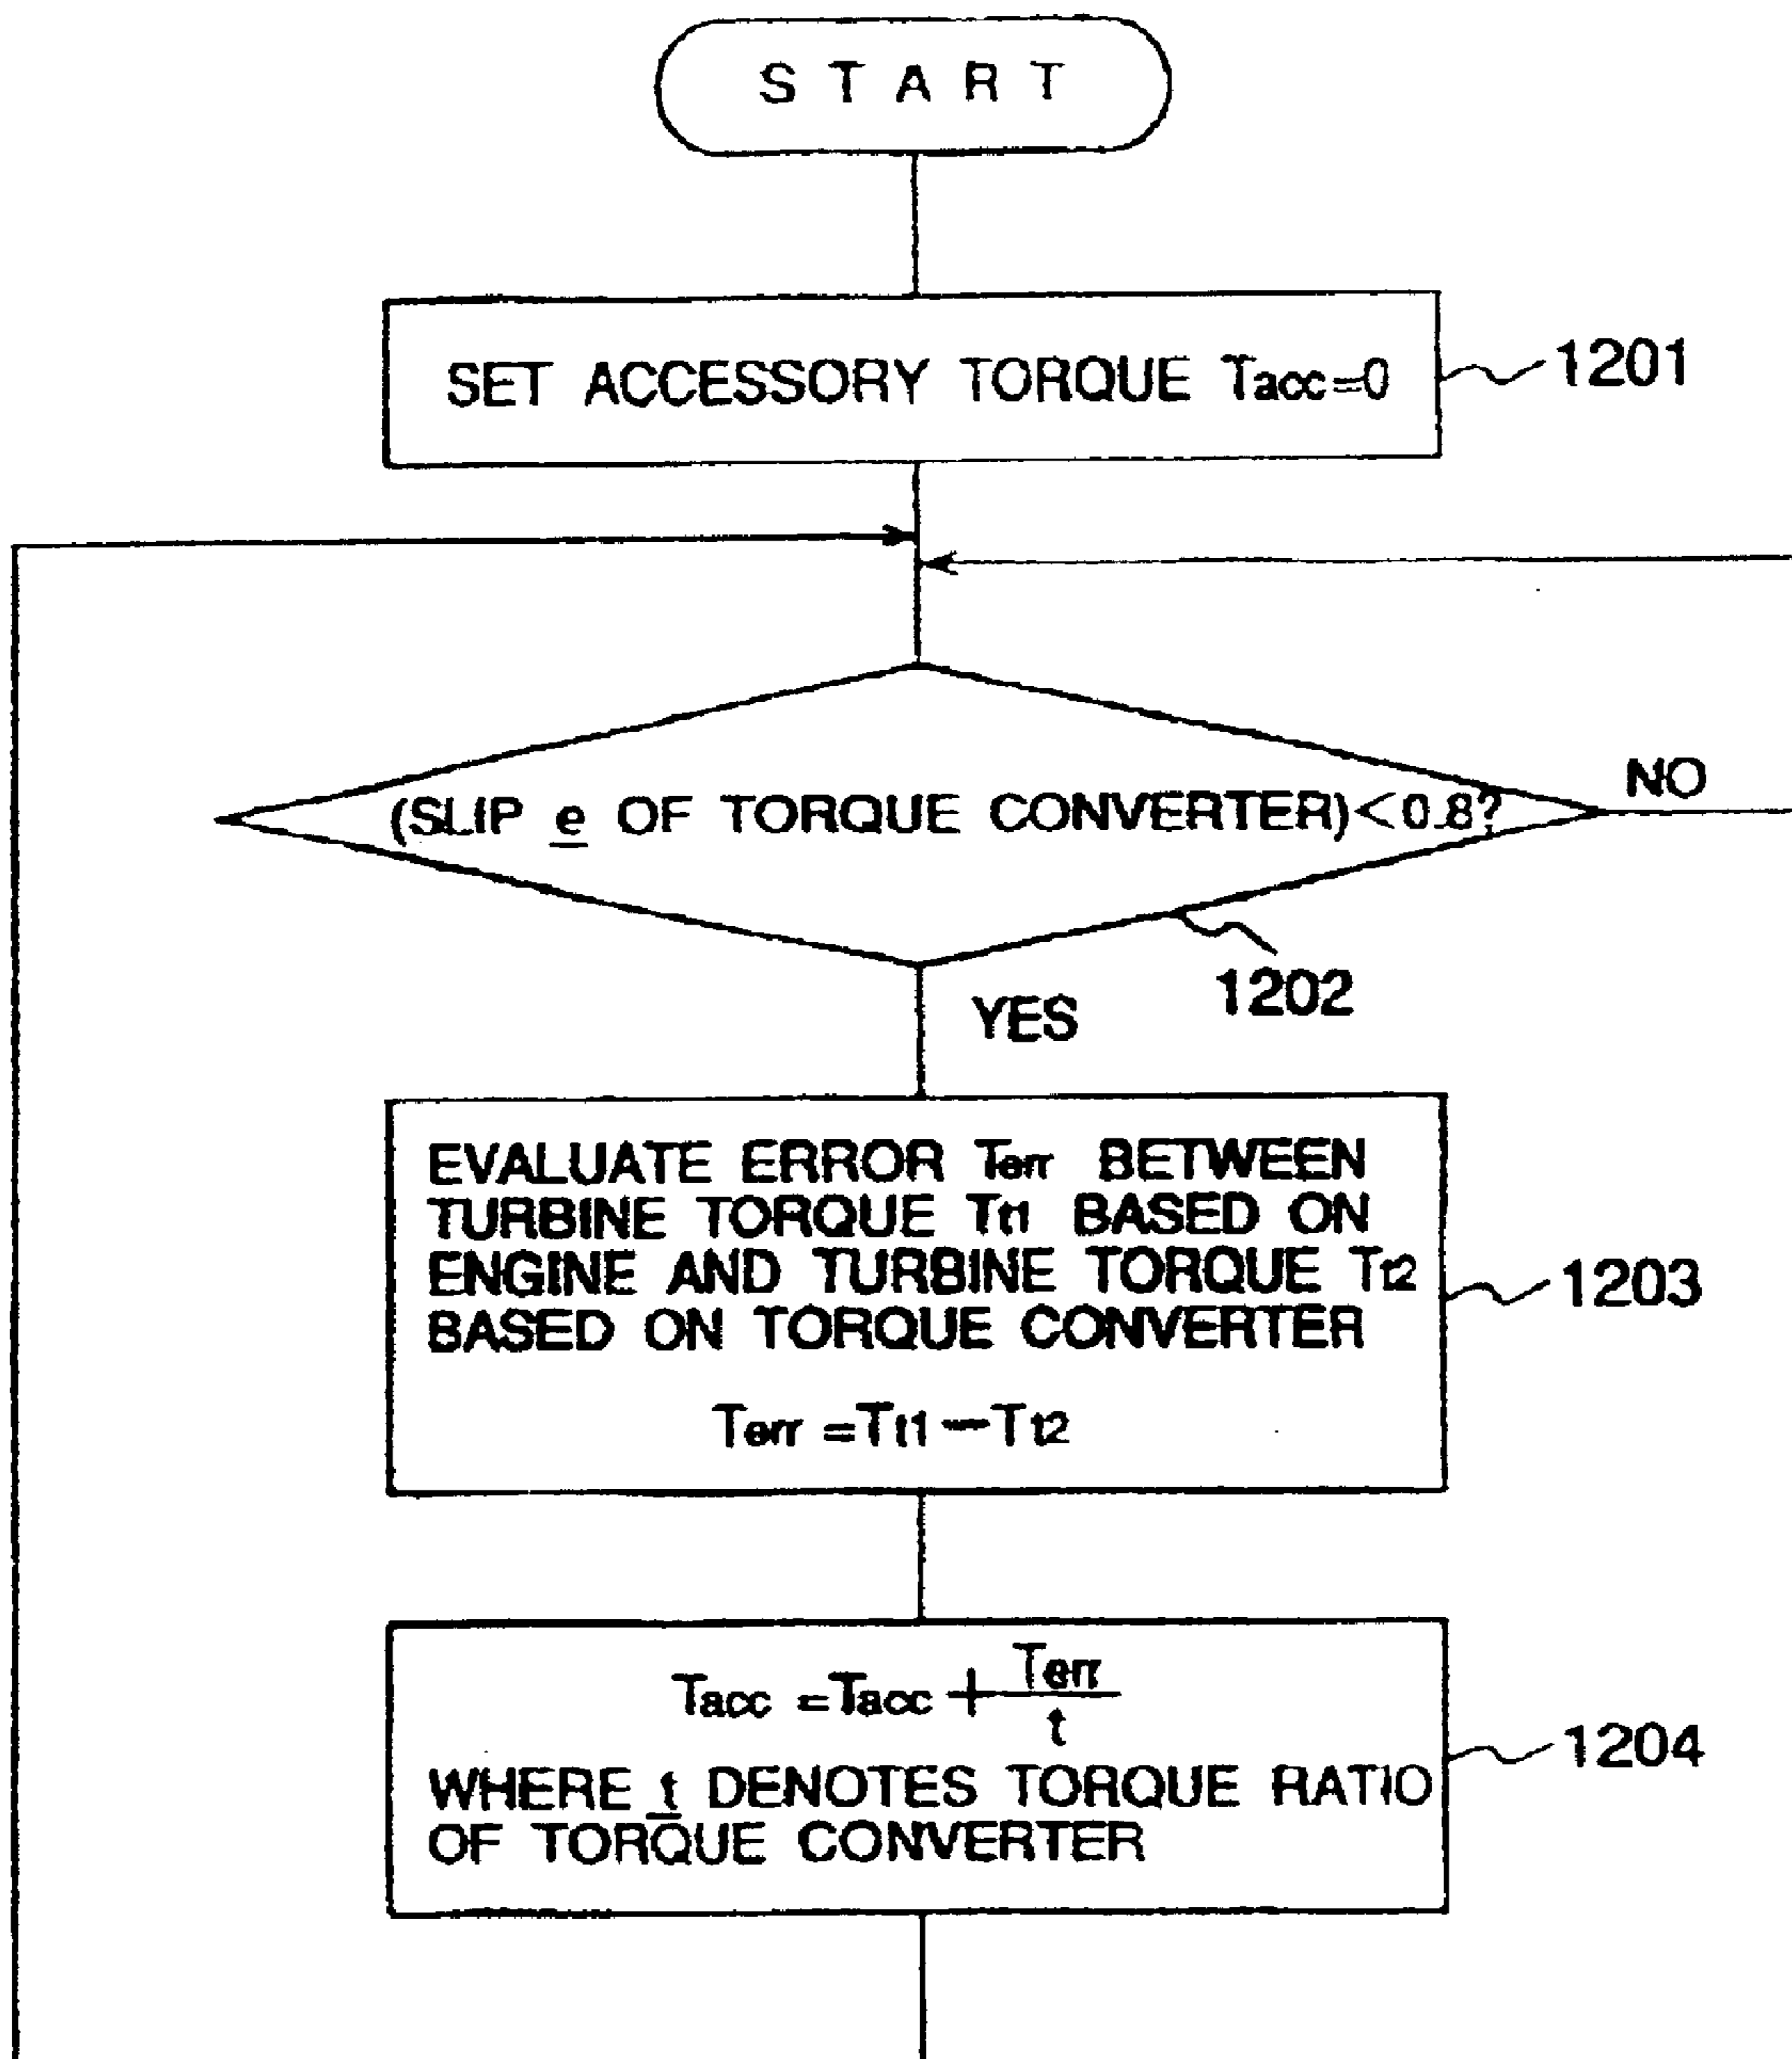 START
SET ACCESSORY TORQUE Tacc=0
1201
(SLIP e OF TORQUE CONVERTER)<0.8?
NO
1202
YES
EVALUATE ERROR Terr BETWEEN
TURBINE TORQUE Tt1 BASED ON
ENGINE AND TURBINE TORQUE Tt2
BASED ON TORQUE CONVERTER
Terr=Tt1−Tt2
1203
Tacc=Tacc+Terr/t
WHERE t DENOTES TORQUE RATIO
OF TORQUE CONVERTER
1204